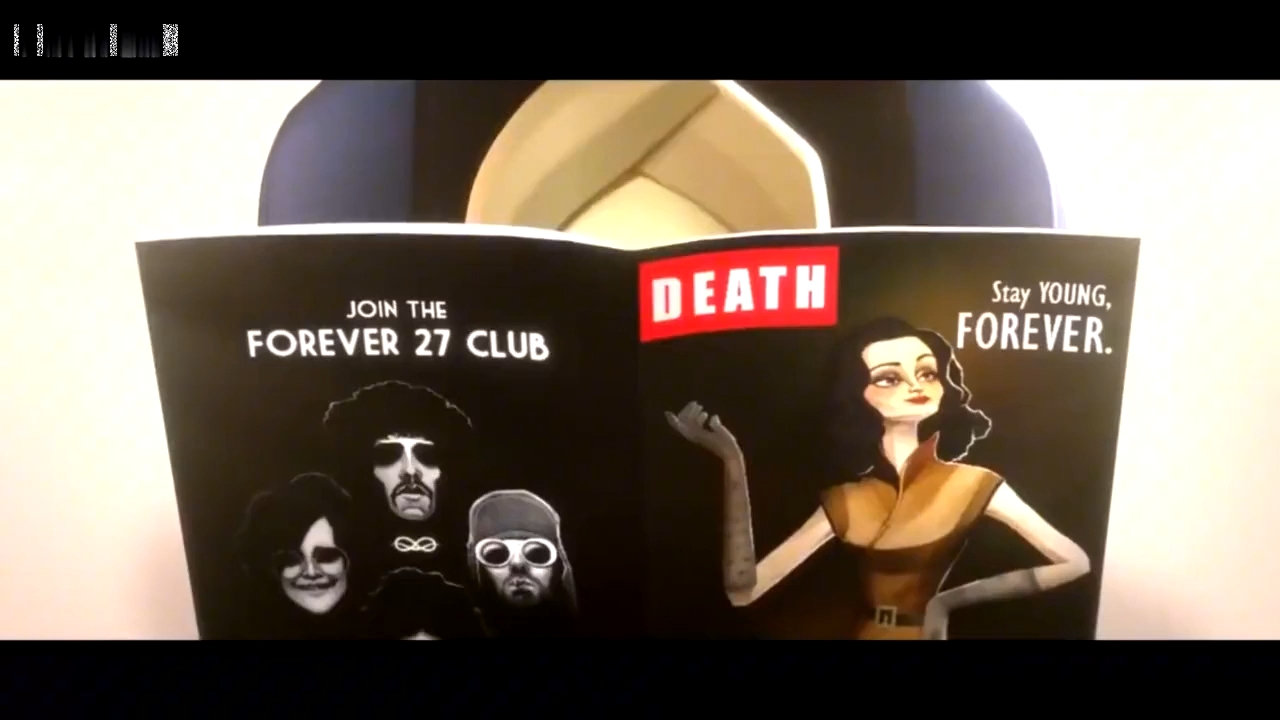 JOIN THE
FOREVER 27 CLUB
DEATH
Stay YOUNG,
FOREVER.